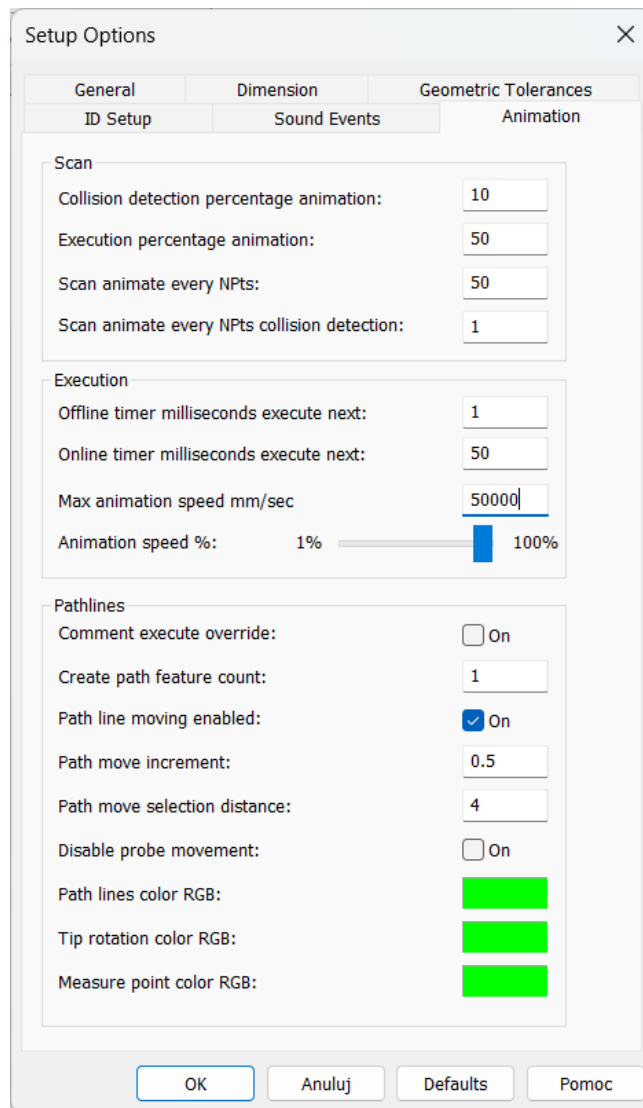 Setup Options
General Dimension Geometric Tolerances
ID Setup Sound Events Animation
Scan
Collision detection percentage animation: 10
Execution percentage animation: 50
Scan animate every NPts: 50
Scan animate every NPts collision detection: 1
Execution
Offline timer milliseconds execute next: 1
Online timer milliseconds execute next: 50
Max animation speed mm/sec 50000
Animation speed %: 1% 100%
Pathlines
Comment execute override: On
Create path feature count: 1
Path line moving enabled: On
Path move increment: 0.5
Path move selection distance: 4
Disable probe movement: On
Path lines color RGB:
Tip rotation color RGB:
Measure point color RGB:
OK Anuluj Defaults Pomoc